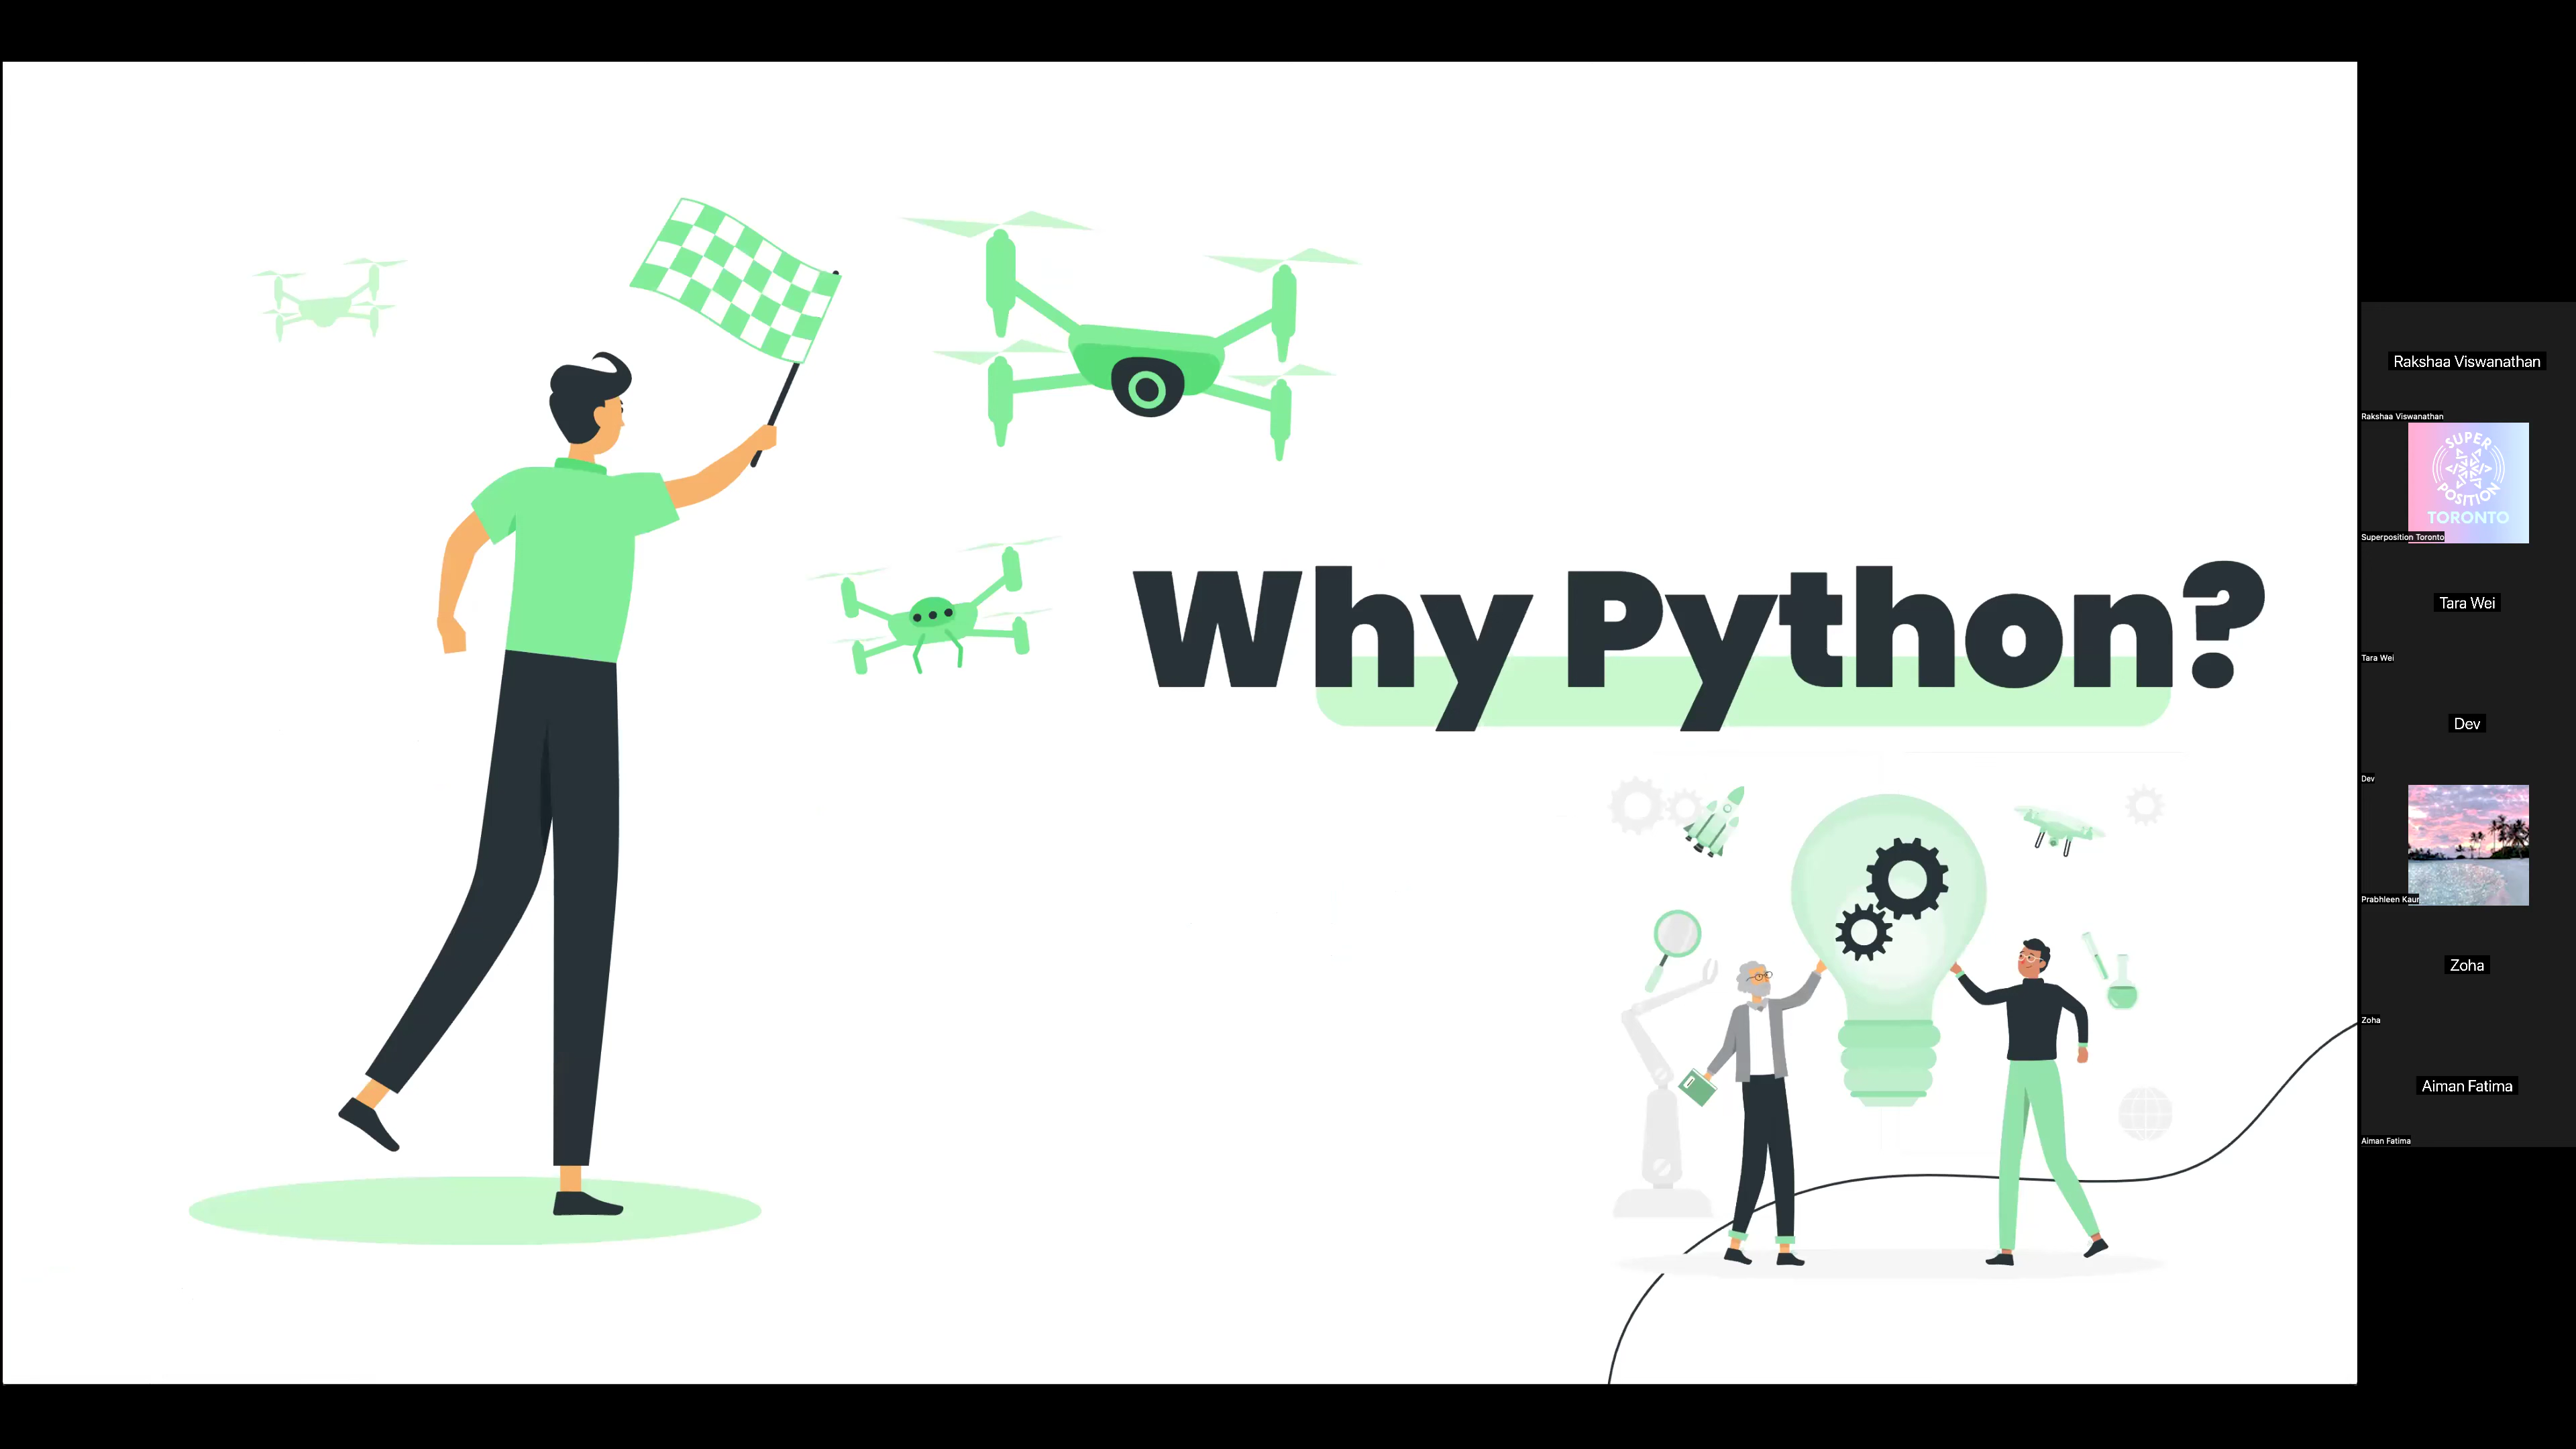 Why Python?
Rakshaa Viswanathan
Rakshaa Viswanathan
SUPER
POSITION
TORONTO
Superposition Toronto
Tara Wei
Tara Wei
Dev
Dev
Prabhleen Kaur
Zoha
Zoha
Aiman Fatima
Aiman Fatima